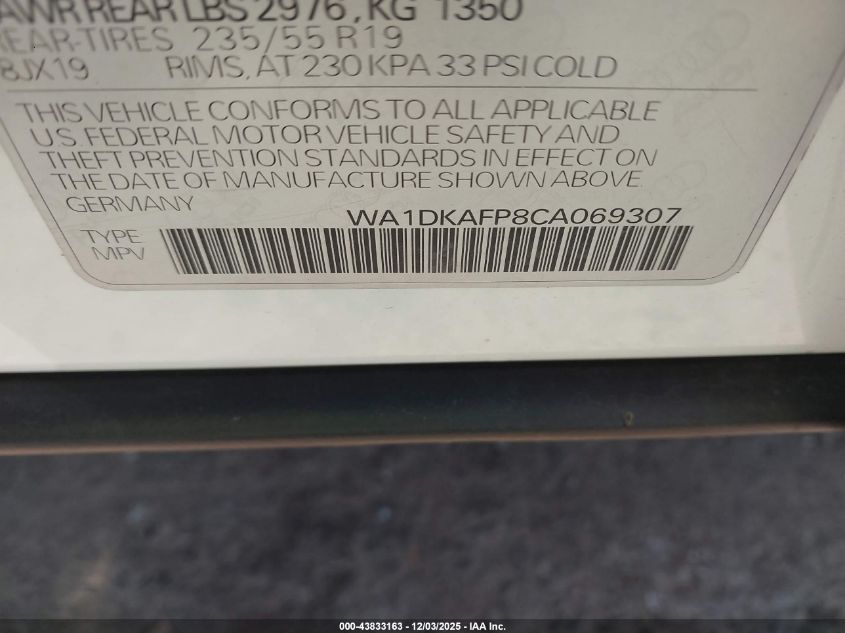 AWR REAR LBS 2976, KG 1350
REAR-TIRES 235/55 R19
8JX19 RIMS, AT 230 KPA 33 PSI COLD
THIS VEHICLE CONFORMS TO ALL APPLICABLE
U.S. FEDERAL MOTOR VEHICLE SAFETY AND
THEFT PREVENTION STANDARDS IN EFFECT ON
THE DATE OF MANUFACTURE SHOWN ABOVE.
GERMANY WA1DKAFP8CA069307
TYPE
MPV
000-43833163 - 12/03/2025 - IAA Inc.